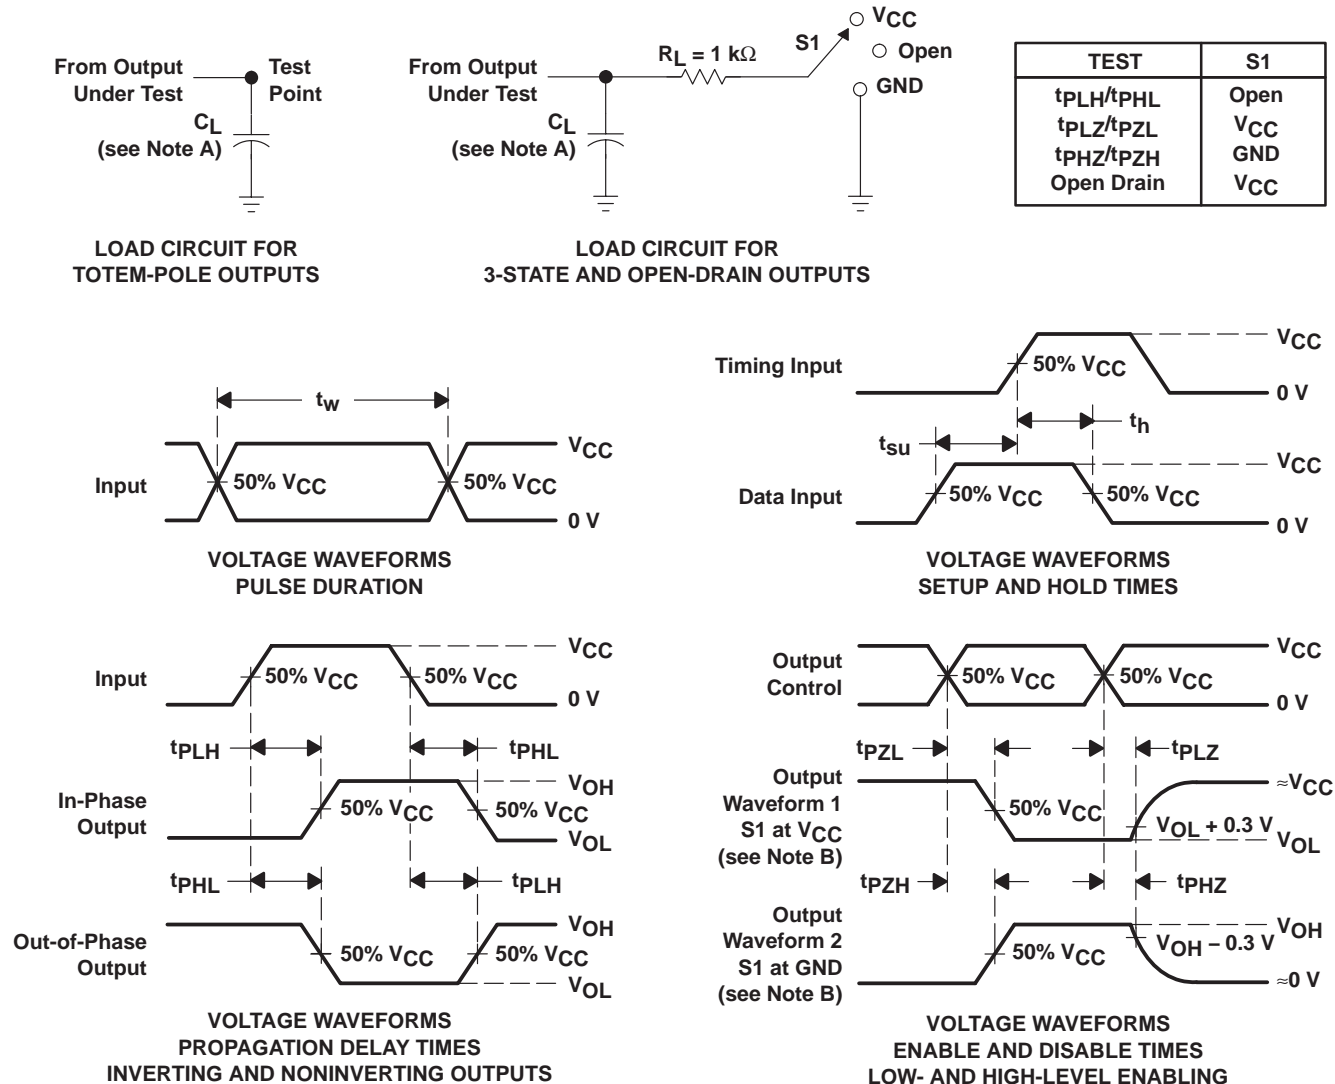 From Output
Under Test
Test
Point
CL
(see Note A)
LOAD CIRCUIT FOR
TOTEM-POLE OUTPUTS
From Output
Under Test
RL = 1 kΩ
S1
VCC
Open
GND
CL
(see Note A)
LOAD CIRCUIT FOR
3-STATE AND OPEN-DRAIN OUTPUTS
TEST S1
tPLH/tPHL Open
tPLZ/tPZL VCC
tPHZ/tPZH GND
Open Drain VCC
tw
Input
50% VCC
50% VCC
VCC
0 V
VOLTAGE WAVEFORMS
PULSE DURATION
Timing Input
50% VCC
VCC
0 V
th
tsu
Data Input
50% VCC
50% VCC
VCC
0 V
VOLTAGE WAVEFORMS
SETUP AND HOLD TIMES
Input
50% VCC
50% VCC
VCC
0 V
tPLH
tPHL
In-Phase
Output
50% VCC
50% VCC
VOH
VOL
tPHL
tPLH
Out-of-Phase
Output
50% VCC
50% VCC
VOH
VOL
VOLTAGE WAVEFORMS
PROPAGATION DELAY TIMES
INVERTING AND NONINVERTING OUTPUTS
Output
Control
50% VCC
50% VCC
VCC
0 V
tPZL
tPLZ
Output
Waveform 1
S1 at VCC
(see Note B)
50% VCC
≈VCC
VOL + 0.3 V
VOL
tPZH
tPHZ
Output
Waveform 2
S1 at GND
(see Note B)
50% VCC
VOH
VOH − 0.3 V
≈0 V
VOLTAGE WAVEFORMS
ENABLE AND DISABLE TIMES
LOW- AND HIGH-LEVEL ENABLING